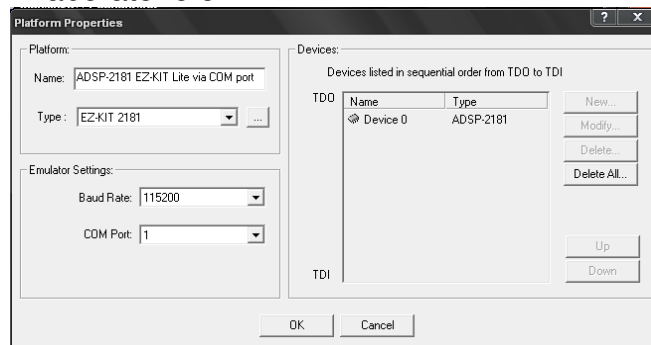 Platform Properties
? X
Platform:
Name: ADSP-2181 EZ-KIT Lite via COM port
Type : EZ-KIT 2181 ...
Emulator Settings:
Baud Rate: 115200
COM Port: 1
Devices:
Devices listed in sequential order from TDO to TDI
TDO
Name Type
Device 0 ADSP-2181
TDI
New...
Modify...
Delete...
Delete All...
Up
Down
OK Cancel